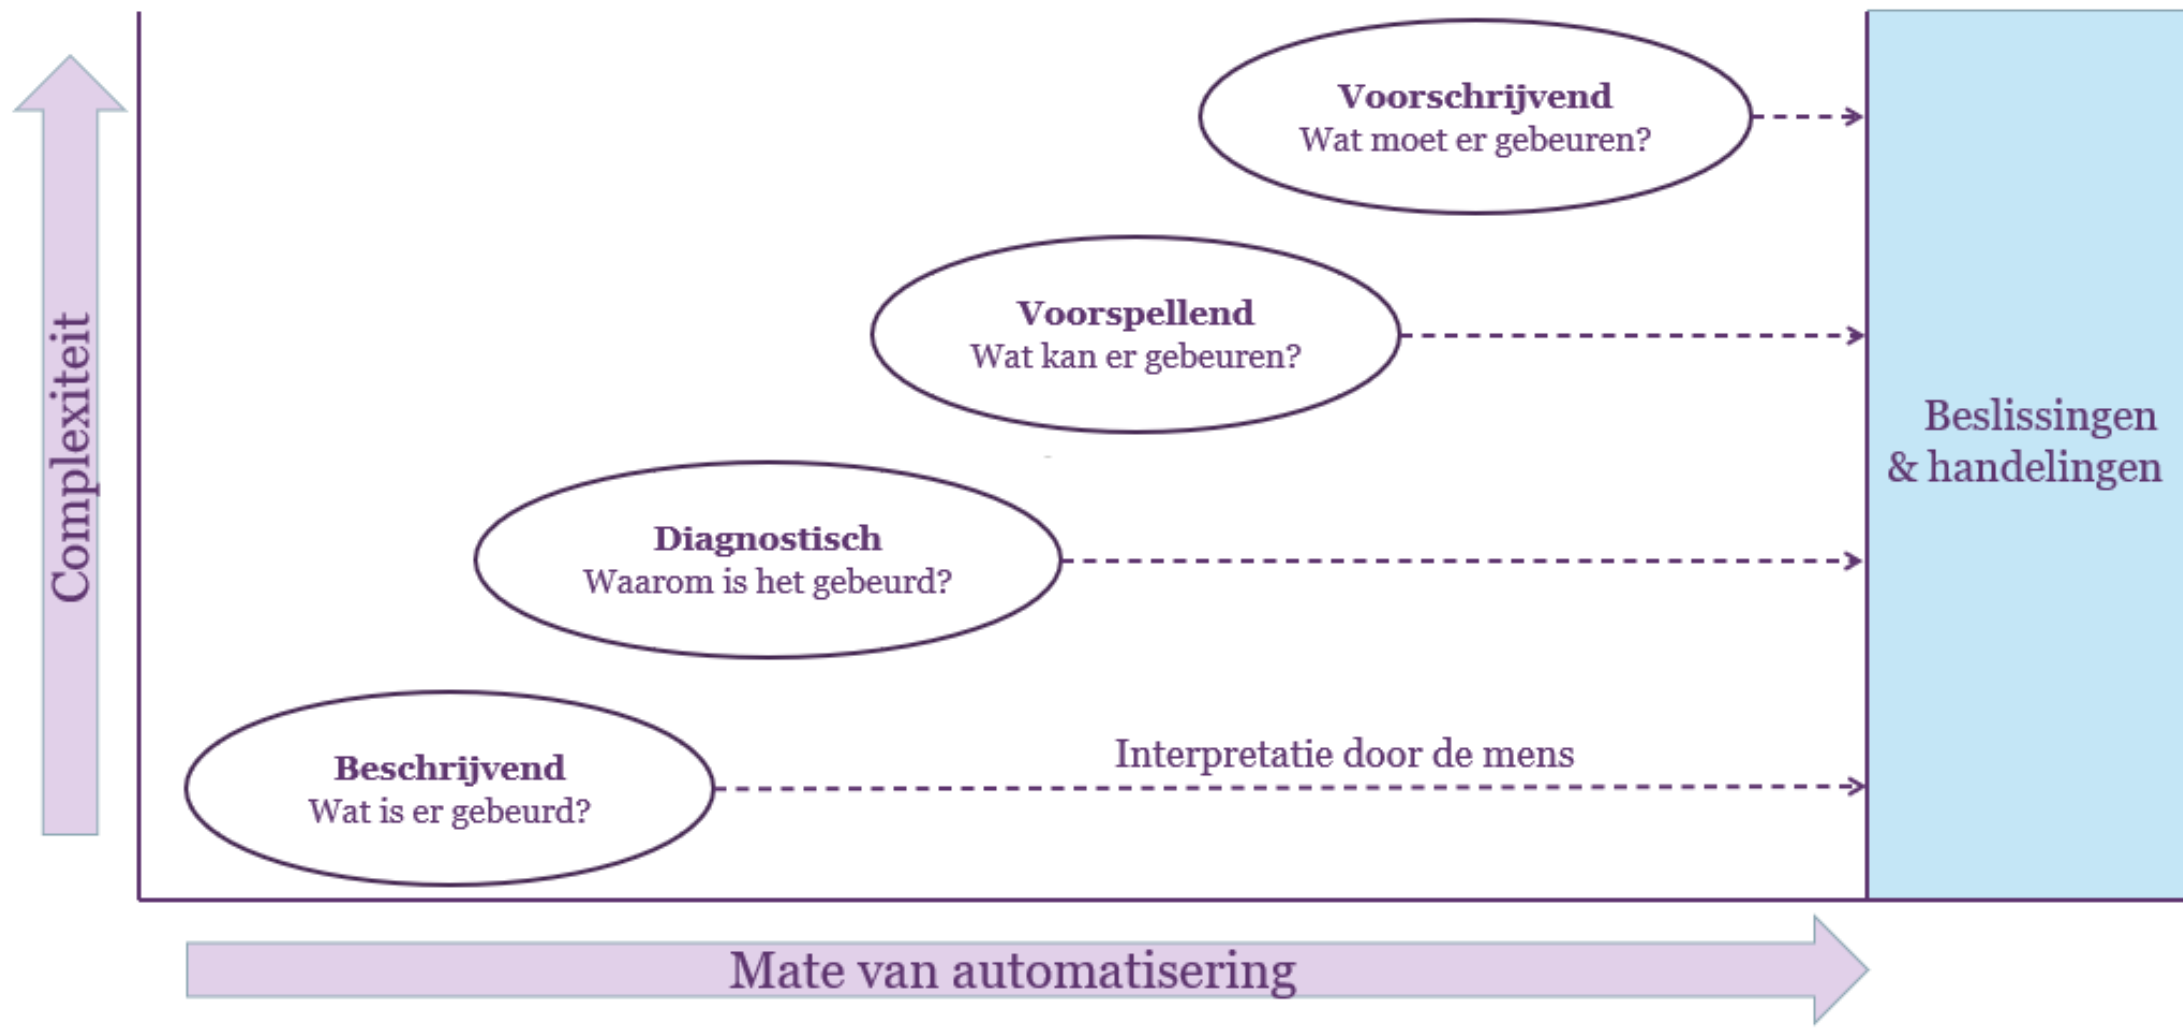 Voorschrijvend
Wat moet er gebeuren?
Voorspellend
Wat kan er gebeuren?
Complexiteit
Beslissingen
& handelingen
Diagnostisch
Waarom is het gebeurd?
Interpretatie door de mens
Beschrijvend
Wat is er gebeurd?
Mate van automatisering